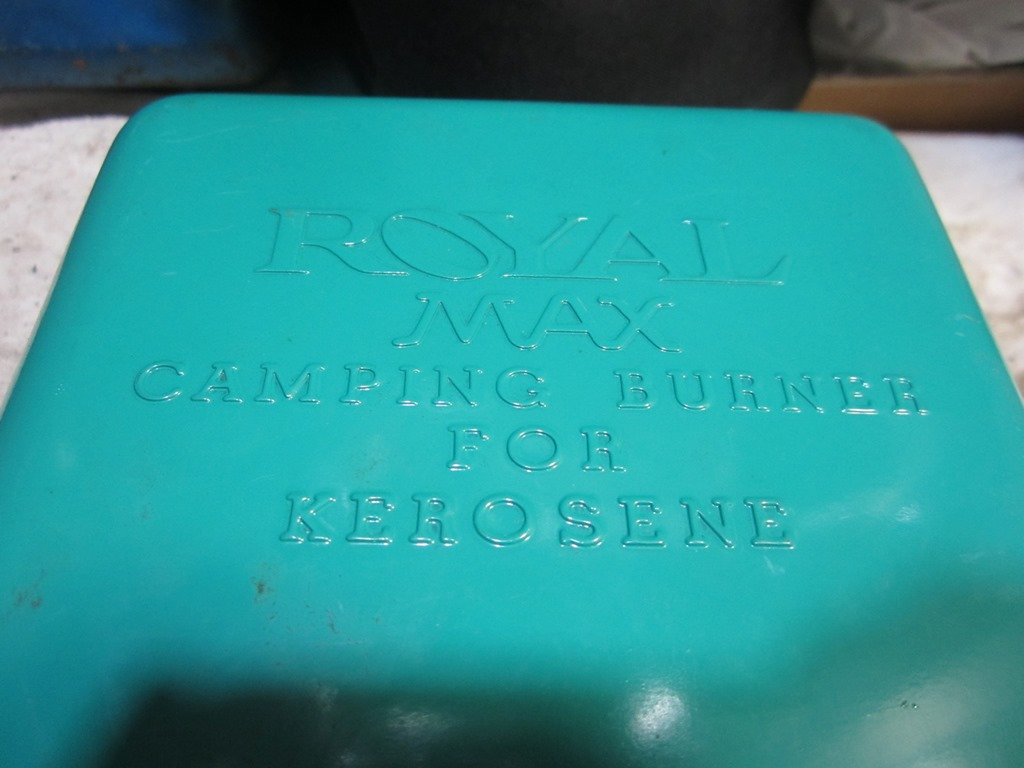 ROYAL
MAX
CAMPING BURNER
FOR
KEROSENE